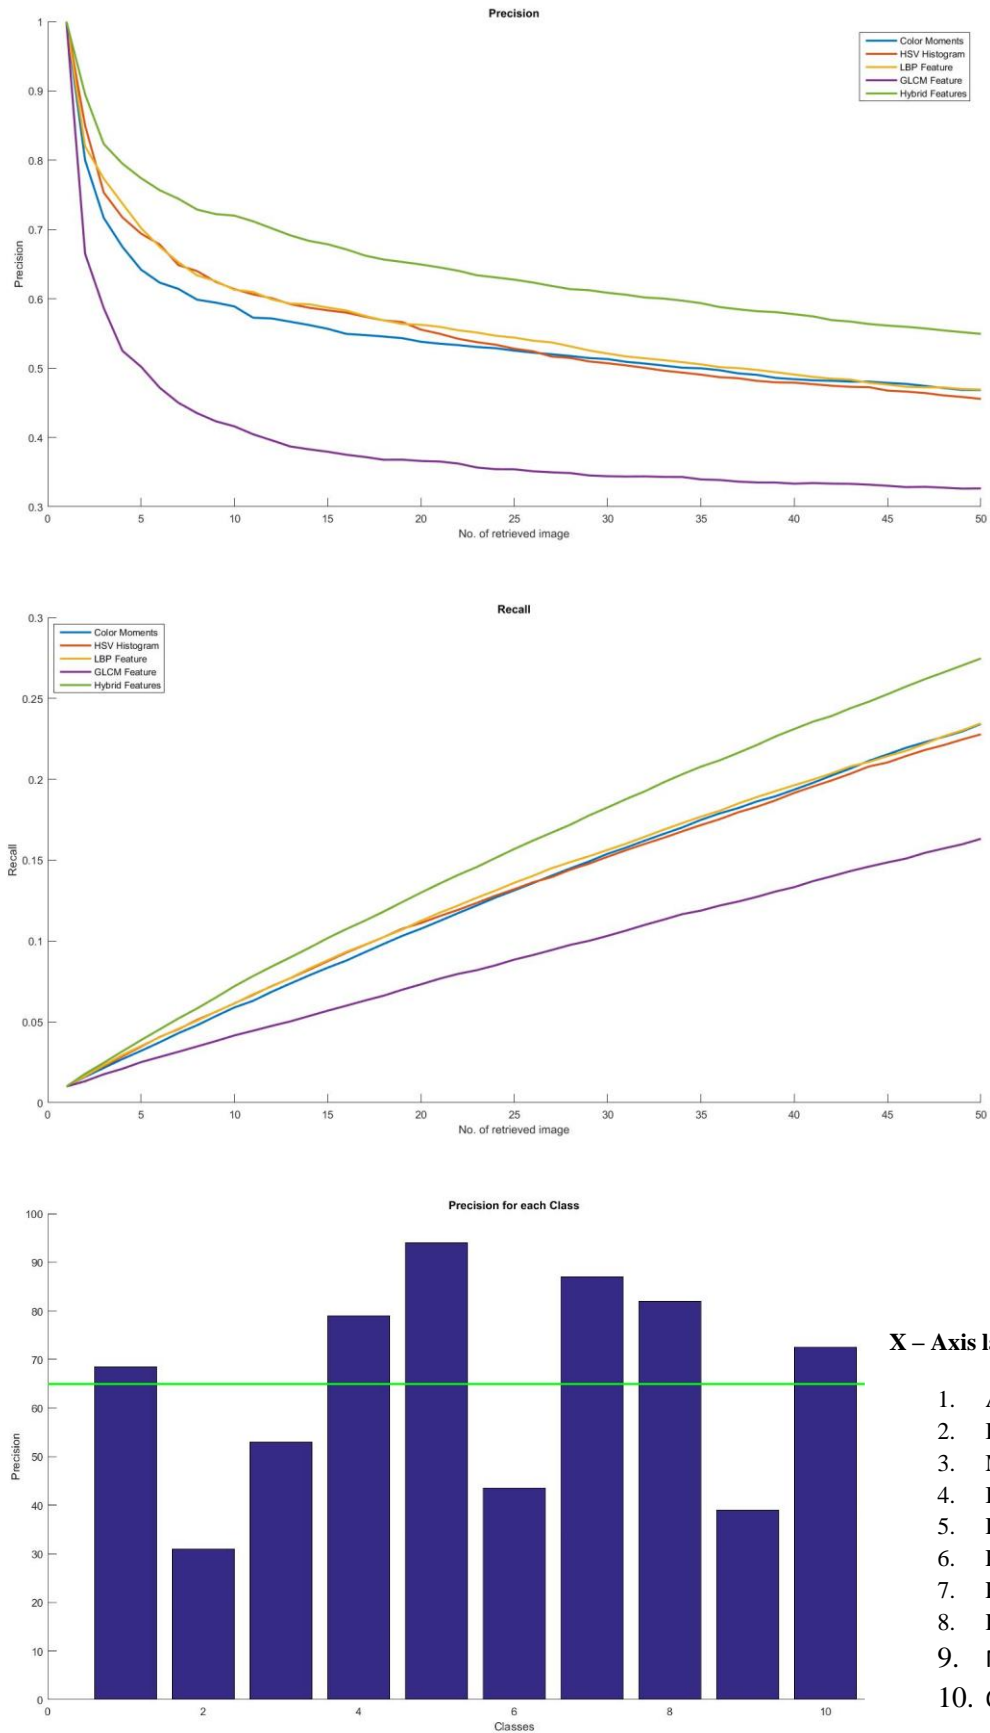 Precision
1
0.9
0.8
0.7
0.6
0.5
0.4
0.3
Precision
Color Moments
HSV Histogram
LBP Feature
GLCM Feature
Hybrid Features
0 5 10 15 20 25 30 35 40 45 50
No. of retrieved image
Recall
0.3
0.25
0.2
0.15
0.1
0.05
0
Recall
Color Moments
HSV Histogram
LBP Feature
GLCM Feature
Hybrid Features
0 5 10 15 20 25 30 35 40 45 50
No. of retrieved image
Precision for each Class
100
90
80
70
60
50
40
30
20
10
0
Precision
0 2 4 6 8 10
Classes
X – Axis
1.
2.
3.
4.
5.
6.
7.
8.
9.
10.